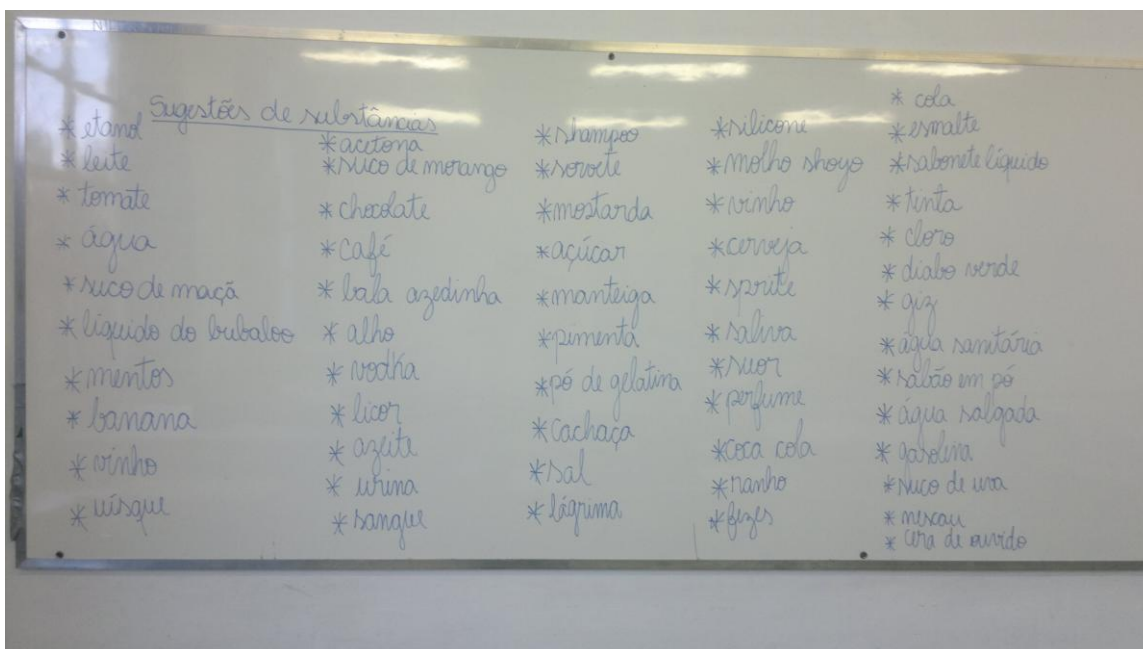 Sugestões de substâncias
* etanol
* leite
* tomate
* água
* suco de maçã
* líquido do bubaloo
* mentos
* banana
* vinho
* uísque
* acetona
* suco de morango
* chocolate
* café
* bala azedinha
* alho
* vodka
* licor
* azeite
* urina
* sangue
* shampoo
* sorvete
* mostarda
* açúcar
* manteiga
* pimenta
* pó de gelatina
* cachaça
* sal
* lágrima
* silicone
* molho shoyo
* vinho
* cerveja
* sprite
* saliva
* suor
* perfume
* coca cola
* ranho
* fezes
* cola
* esmalte
* sabonete líquido
* tinta
* cloro
* diabo verde
* giz
* água sanitária
* sabão em pó
* água salgada
* gasolina
* suco de uva
* nescau
* cera de ouvido